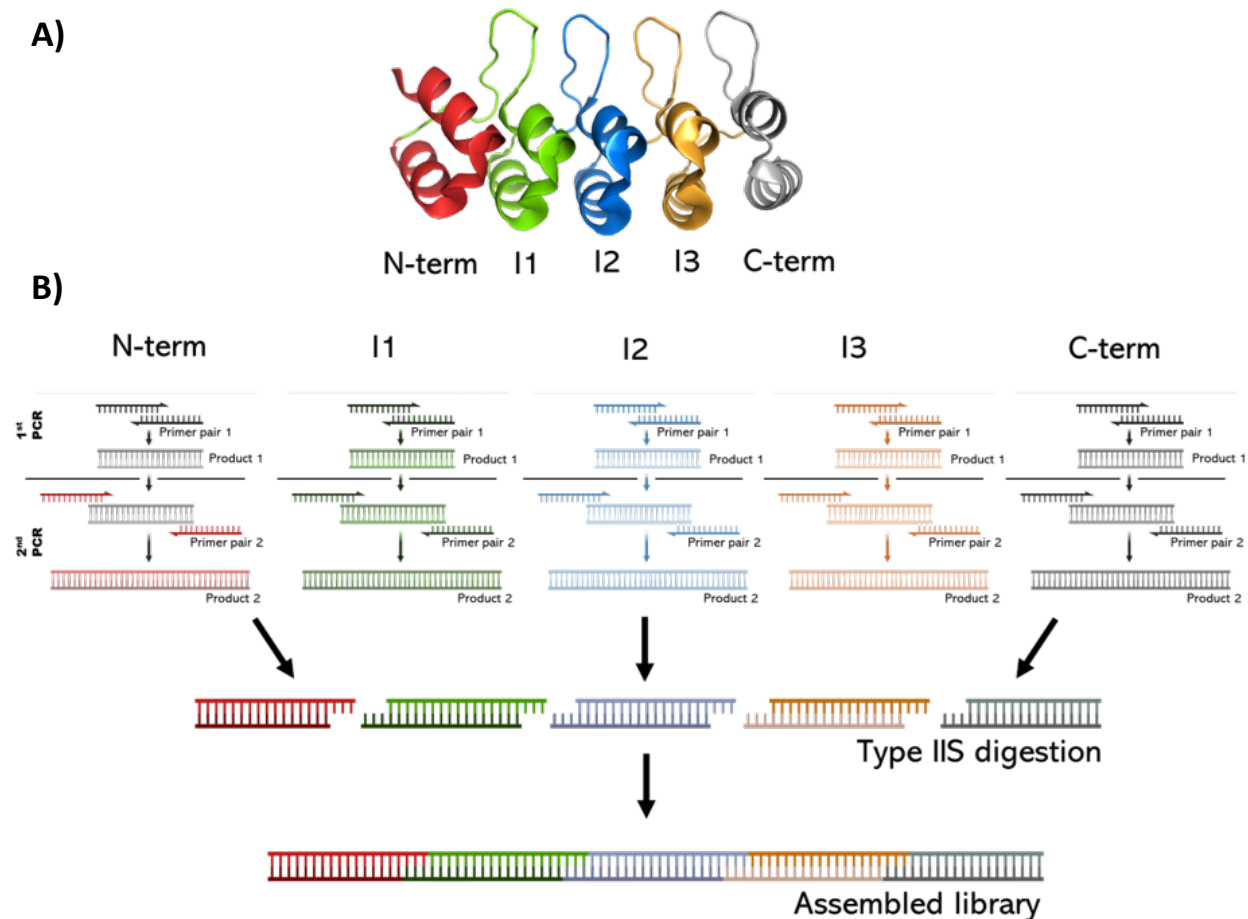 A)
N-term I1 I2 I3 C-term
B)
N-term I1 I2 I3 C-term
1st PCR
Primer pair 1 Primer pair 1 Primer pair 1 Primer pair 1 Primer pair 1
Product 1 Product 1 Product 1 Product 1 Product 1
2nd PCR
Primer pair 2 Primer pair 2 Primer pair 2 Primer pair 2 Primer pair 2
Product 2 Product 2 Product 2 Product 2 Product 2
Type IIS digestion
Assembled library